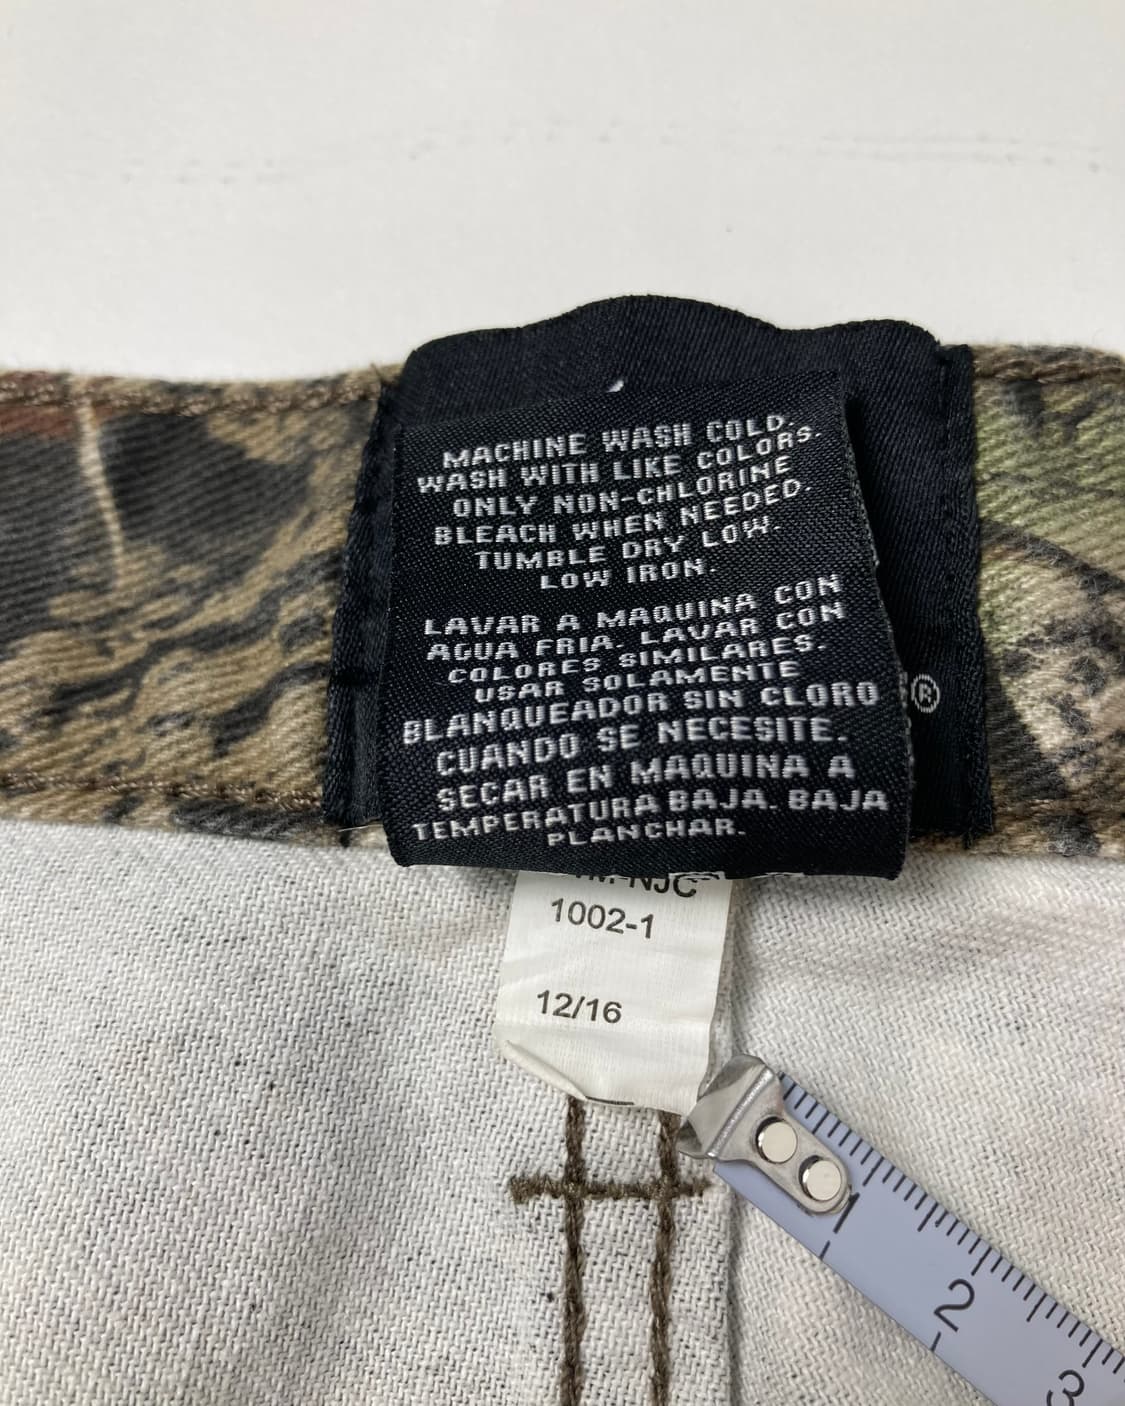 MACHINE WASH COLD.
WASH WITH LIKE COLORS.
ONLY NON-CHLORINE
BLEACH WHEN NEEDED.
TUMBLE DRY LOW.
LOW IRON.
LAVAR A MAQUINA CON
AGUA FRIA. LAVAR CON
COLORES SIMILARES.
USAR SOLAMENTE
BLANQUEADOR SIN CLORO
CUANDO SE NECESITE.
SECAR EN MAQUINA A
TEMPERATURA BAJA. BAJA
PLANCHAR.
®
1002-1
12/16
1
2
3